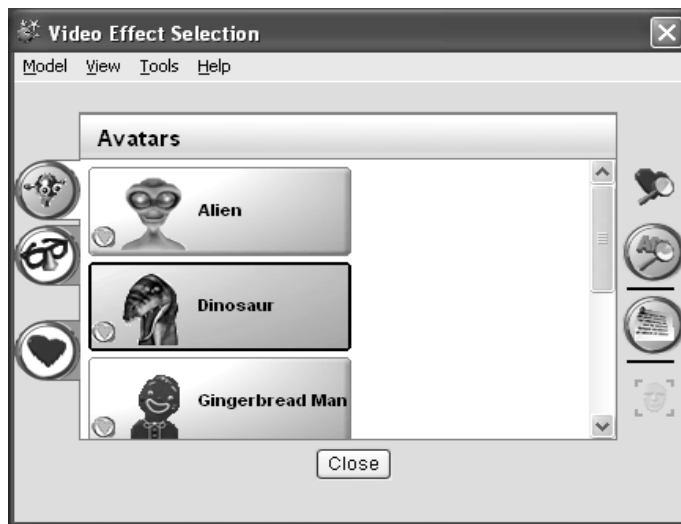 Video Effect Selection
Model View Tools Help
Avatars
Alien
Dinosaur
Gingerbread Man
Close